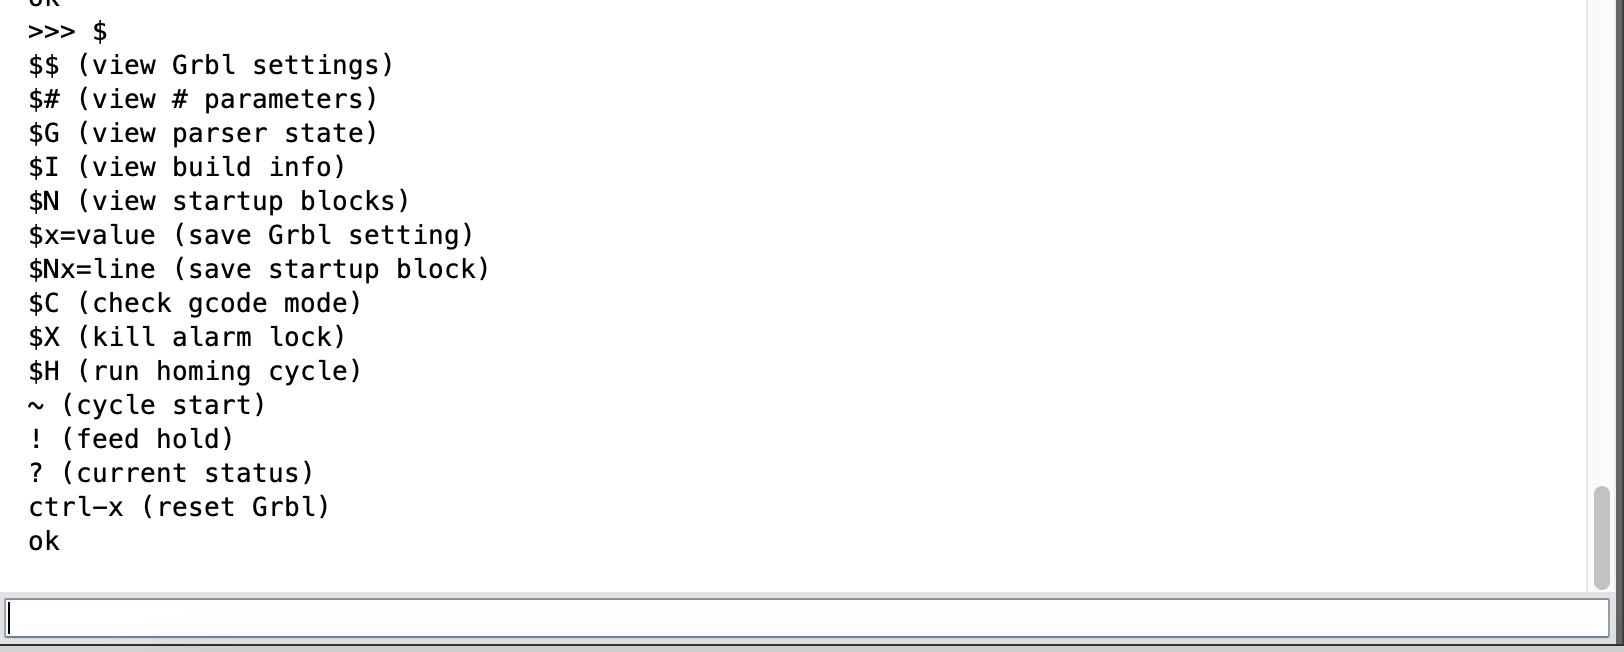 ok
>>> $
$$ (view Grbl settings)
$# (view # parameters)
$G (view parser state)
$I (view build info)
$N (view startup blocks)
$x=value (save Grbl setting)
$Nx=line (save startup block)
$C (check gcode mode)
$X (kill alarm lock)
$H (run homing cycle)
~ (cycle start)
! (feed hold)
? (current status)
ctrl-x (reset Grbl)
ok